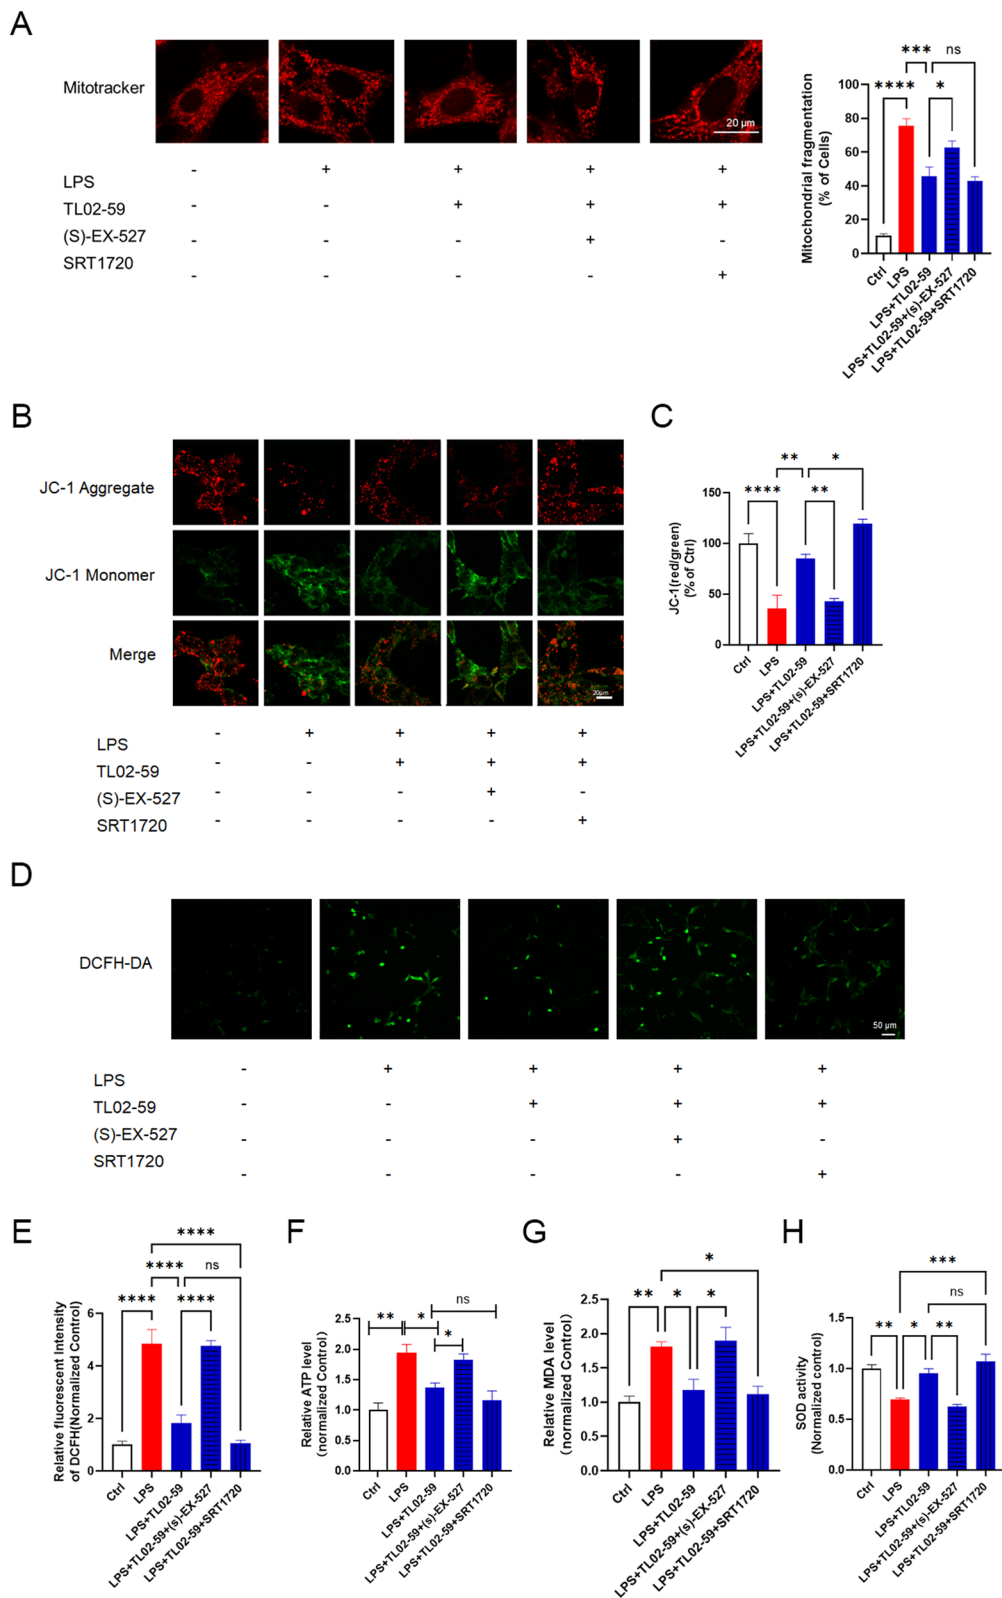 A
Mitotracker
20 μm
LPS - + + + +
TL02-59 - - + + +
(S)-EX-527 - - - + -
SRT1720 - - - - +
Mitochondrial fragmentation
(% of Cells)
100
80
60
40
20
0
**** *** * ns
Ctrl
LPS
LPS+TL02-59
LPS+TL02-59+(s)-EX-527
LPS+TL02-59+SRT1720
B
JC-1 Aggregate
JC-1 Monomer
Merge
20μm
LPS - + + + +
TL02-59 - - + + +
(S)-EX-527 - - - + -
SRT1720 - - - - +
C
JC-1(red/green)
(% of Ctrl)
150
100
50
0
**** ** ** *
Ctrl
LPS
LPS+TL02-59
LPS+TL02-59+(s)-EX-527
LPS+TL02-59+SRT1720
D
DCFH-DA
50 μm
LPS - + + + +
TL02-59 - - + + +
(S)-EX-527 - - - + -
SRT1720 - - - - +
E
Relative fluorescent Intensity
of DCFH(Normalized Control)
6
4
2
0
****
**** ns
**** ****
Ctrl
LPS
LPS+TL02-59
LPS+TL02-59+(s)-EX-527
LPS+TL02-59+SRT1720
F
Relative ATP level
(normalized Control)
2.5
2.0
1.5
1.0
0.5
0.0
ns
** *
*
Ctrl
LPS
LPS+TL02-59
LPS+TL02-59+(s)-EX-527
LPS+TL02-59+SRT1720
G
Relative MDA level
(normalized Control)
2.5
2.0
1.5
1.0
0.5
0.0
*
** * *
Ctrl
LPS
LPS+TL02-59
LPS+TL02-59+(s)-EX-527
LPS+TL02-59+SRT1720
H
SOD activity
(Normalized control)
1.5
1.0
0.5
0.0
***
ns
** * **
Ctrl
LPS
LPS+TL02-59
LPS+TL02-59+(s)-EX-527
LPS+TL02-59+SRT1720